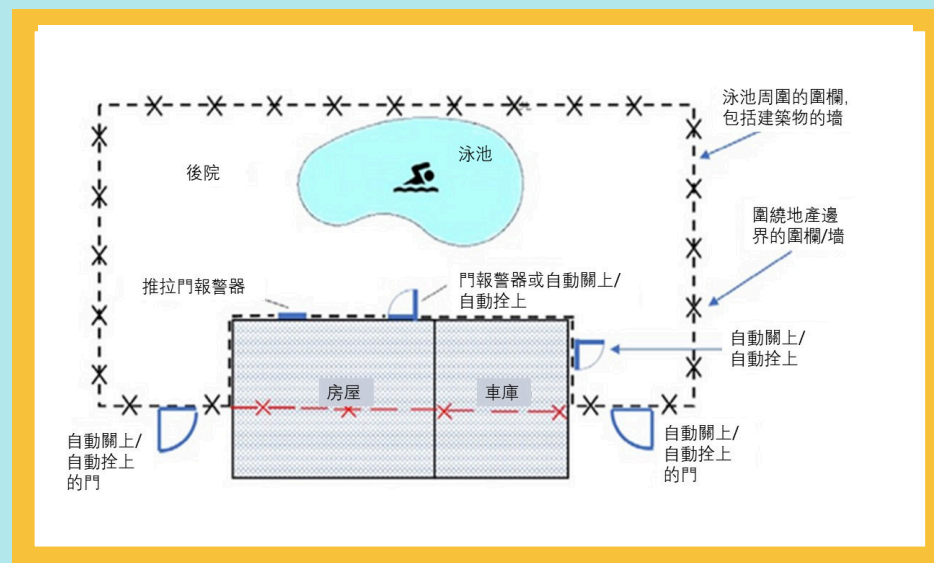 泳池周圍的圍欄,
包括建築物的墻
泳池
後院
圍繞地產邊
界的圍欄/墻
推拉門報警器
門報警器或自動關上/
自動拴上
自動關上/
自動拴上
房屋
車庫
自動關上/
自動拴上
的門
自動關上/
自動拴上
的門